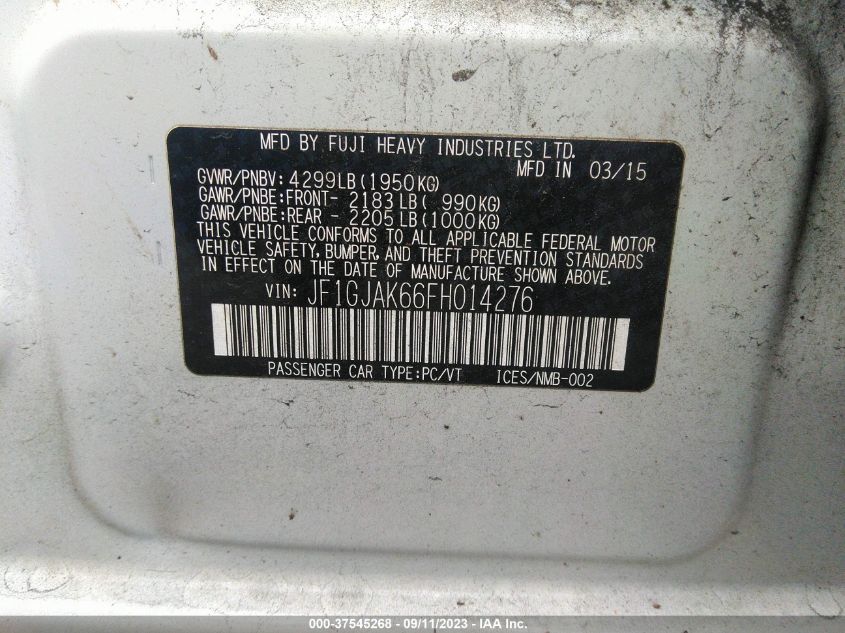 MFD BY FUJI HEAVY INDUSTRIES LTD.
MFD IN 03/15
GVWR/PNBV: 4299LB(1950KG)
GAWR/PNBE:FRONT- 2183LB( 990KG)
GAWR/PNBE:REAR - 2205LB(1000KG)
THIS VEHICLE CONFORMS TO ALL APPLICABLE FEDERAL MOTOR
VEHICLE SAFETY, BUMPER, AND THEFT PREVENTION STANDARDS
IN EFFECT ON THE DATE OF MANUFACTURE SHOWN ABOVE.
VIN: JF1GJAK66FH014276
PASSENGER CAR TYPE:PC/VT ICES/NMB-002
000-37545268 - 09/11/2023 - IAA Inc.